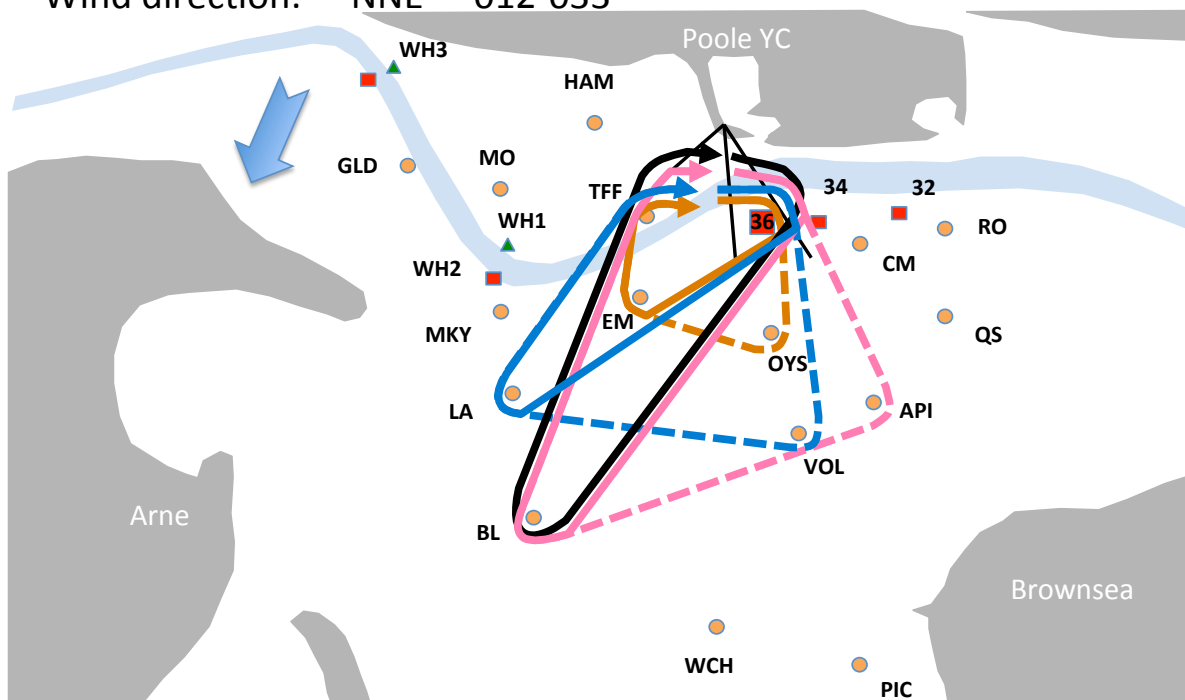 Wind direction: NNE 012-033
Poole YC
WH3
HAM
GLD
MO
TFF
34
32
36
WH1
RO
CM
WH2
MKY
EM
QS
OYS
LA
API
VOL
Arne
BL
Brownsea
WCH
PIC